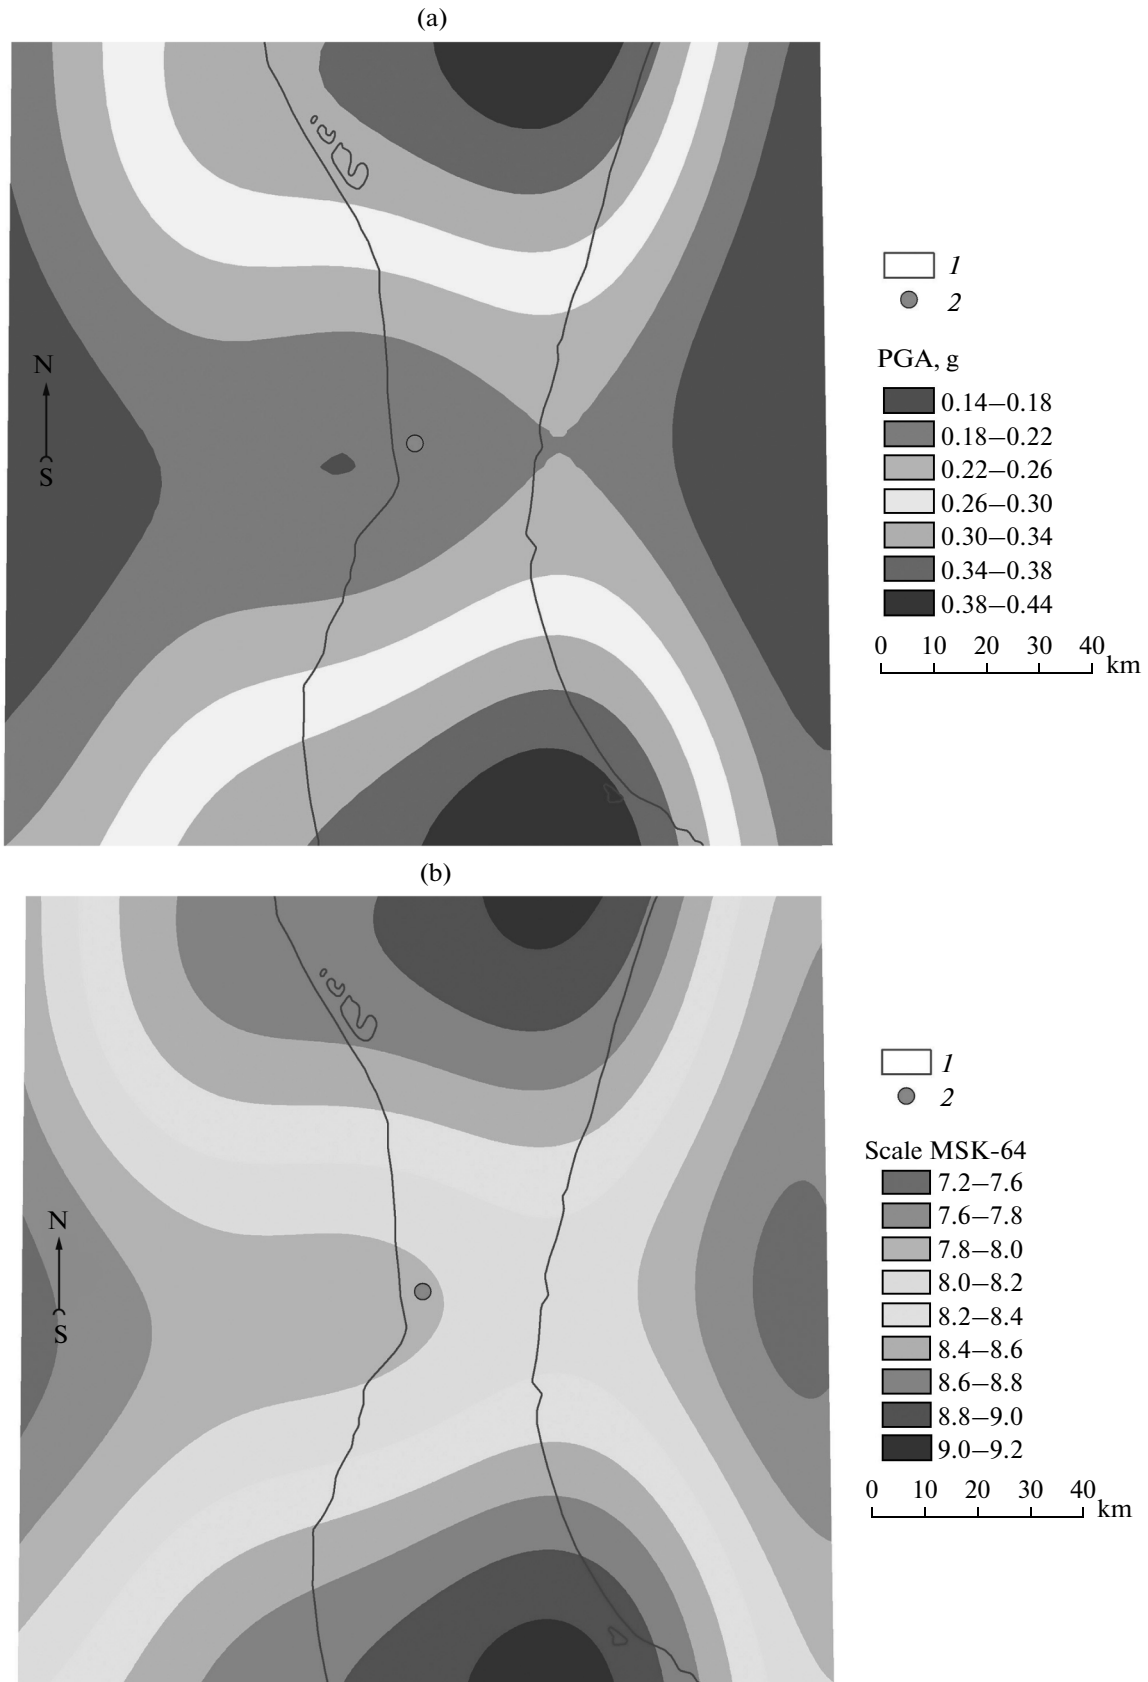 (a)
N
S
1
2
PGA, g
0.14–0.18
0.18–0.22
0.22–0.26
0.26–0.30
0.30–0.34
0.34–0.38
0.38–0.44
0 10 20 30 40
km
(b)
N
S
1
2
Scale MSK-64
7.2–7.6
7.6–7.8
7.8–8.0
8.0–8.2
8.2–8.4
8.4–8.6
8.6–8.8
8.8–9.0
9.0–9.2
0 10 20 30 40
km